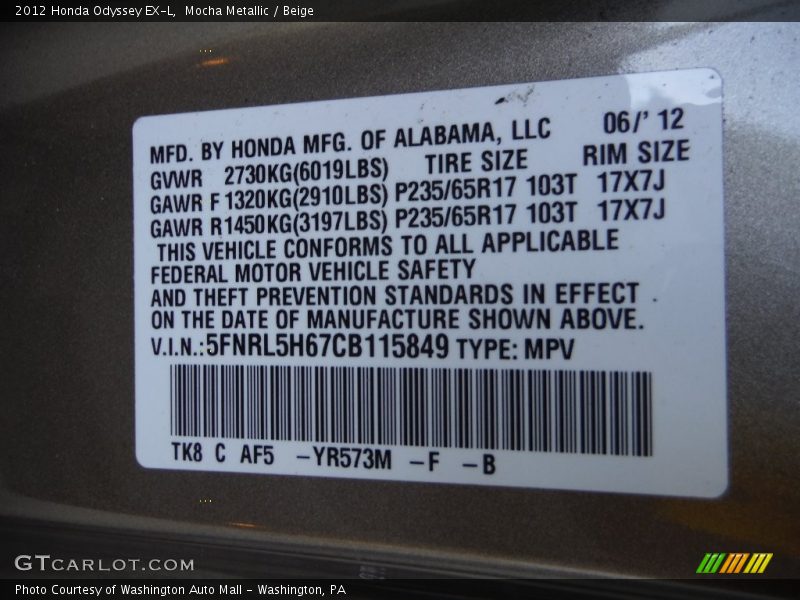 2012 Honda Odyssey EX-L, Mocha Metallic / Beige
MFD. BY HONDA MFG. OF ALABAMA, LLC 06/' 12
GVWR 2730KG(6019LBS) TIRE SIZE RIM SIZE
GAWR F 1320KG(2910LBS) P235/65R17 103T 17X7J
GAWR R1450KG(3197LBS) P235/65R17 103T 17X7J
THIS VEHICLE CONFORMS TO ALL APPLICABLE
FEDERAL MOTOR VEHICLE SAFETY
AND THEFT PREVENTION STANDARDS IN EFFECT
ON THE DATE OF MANUFACTURE SHOWN ABOVE.
V.I.N.:5FNRL5H67CB115849 TYPE: MPV
TK8 C AF5 -YR573M -F -B
GTCARLOT.COM
Photo Courtesy of Washington Auto Mall - Washington, PA